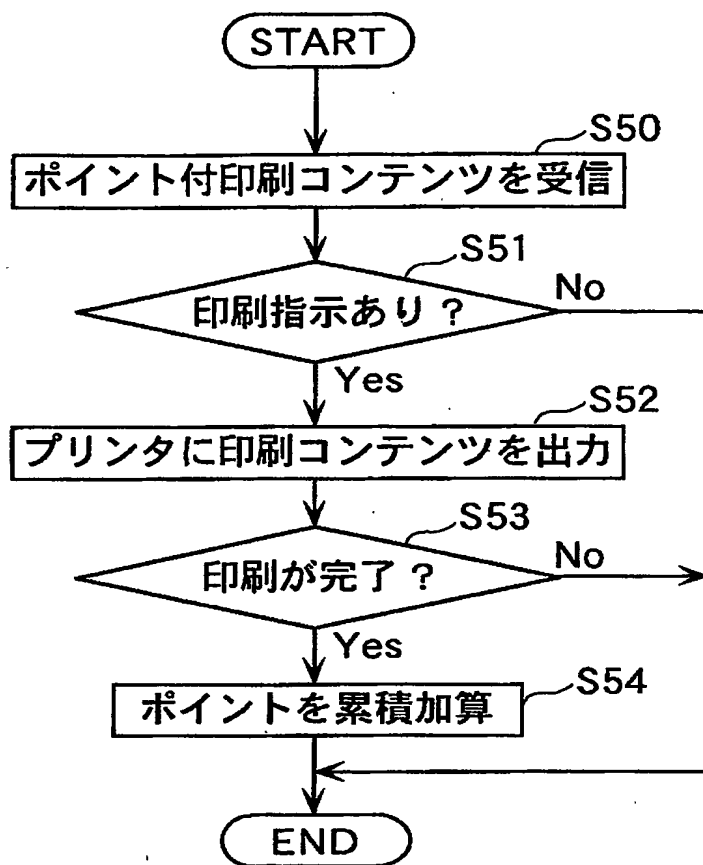 START
S50
ポイント付印刷コンテンツを受信
S51
印刷指示あり?
No
Yes
S52
プリンタに印刷コンテンツを出力
S53
印刷が完了?
No
Yes
S54
ポイントを累積加算
END